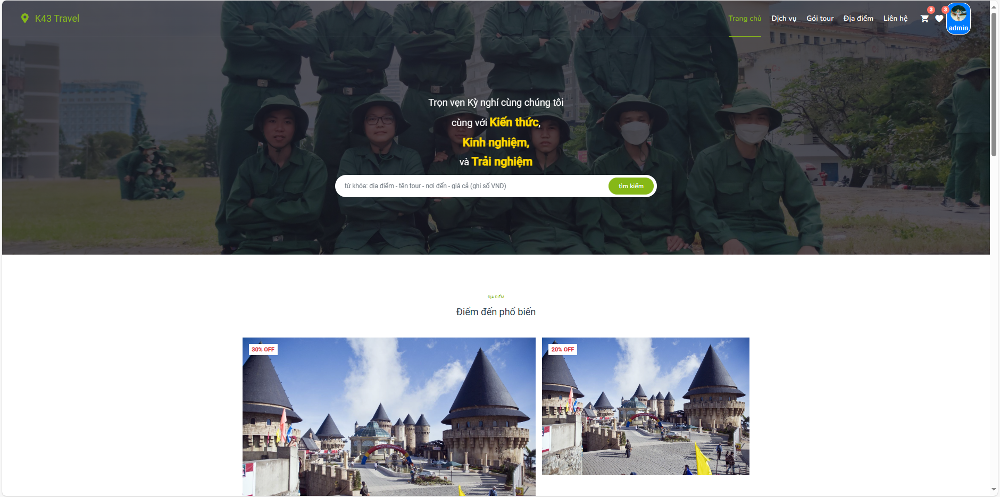 K43 Travel
Trang chủ
Dịch vụ
Gói tour
Địa điểm
Liên hệ
3
3
admin
Trọn vẹn Kỳ nghỉ cùng chúng tôi
cùng với Kiến thức,
Kinh nghiệm,
và Trải nghiệm
từ khóa: địa điểm - tên tour - nơi đến - giá cả (ghi số VND)
tìm kiếm
ĐỊA ĐIỂM
Điểm đến phổ biến
30% OFF
20% OFF